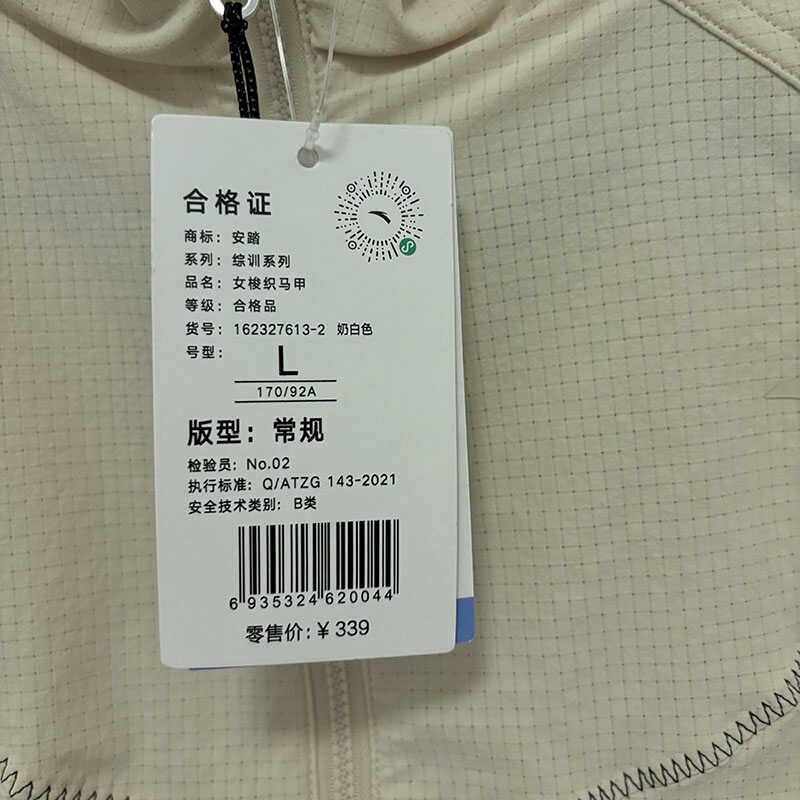 合格证
商标：安踏
系列：综训系列
品名：女梭织马甲
等级：合格品
货号：162327613-2 奶白色
号型：L
170/92A
版型：常规
检验员：No.02
执行标准：Q/ATZG 143-2021
安全技术类别：B类
6 935324 620044
零售价：¥ 339